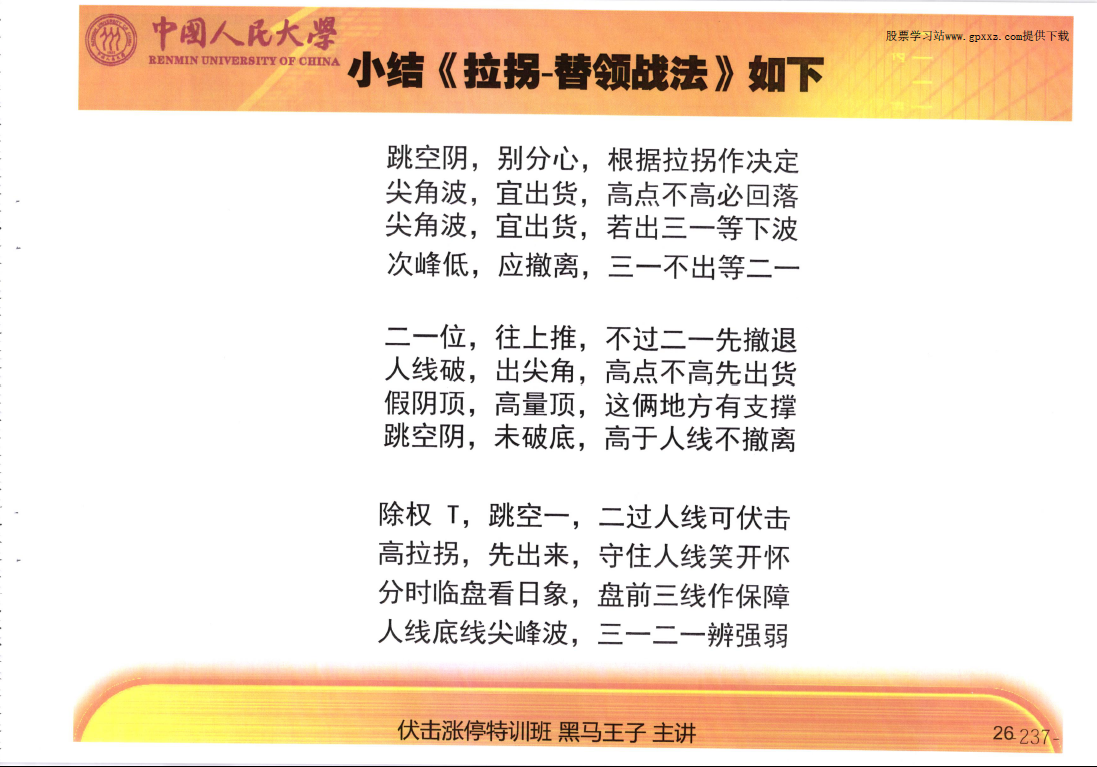 中國人民大學
RENMIN UNIVERSITY OF CHINA
股票学习站www.gpxxz.com提供下载
小结《拉拐-替领战法》如下
跳空阴，别分心，根据拉拐作决定
尖角波，宜出货，高点不高必回落
尖角波，宜出货，若出三一等下波
次峰低，应撤离，三一不出等二一
二一位，往上推，不过二一先撤退
人线破，出尖角，高点不高先出货
假阴顶，高量顶，这俩地方有支撑
跳空阴，未破底，高于人线不撤离
除权 T，跳空一，二过人线可伏击
高拉拐，先出来，守住人线笑开怀
分时临盘看日象，盘前三线作保障
人线底线尖峰波，三一二一辨强弱
伏击涨停特训班 黑马王子 主讲
26
-237-